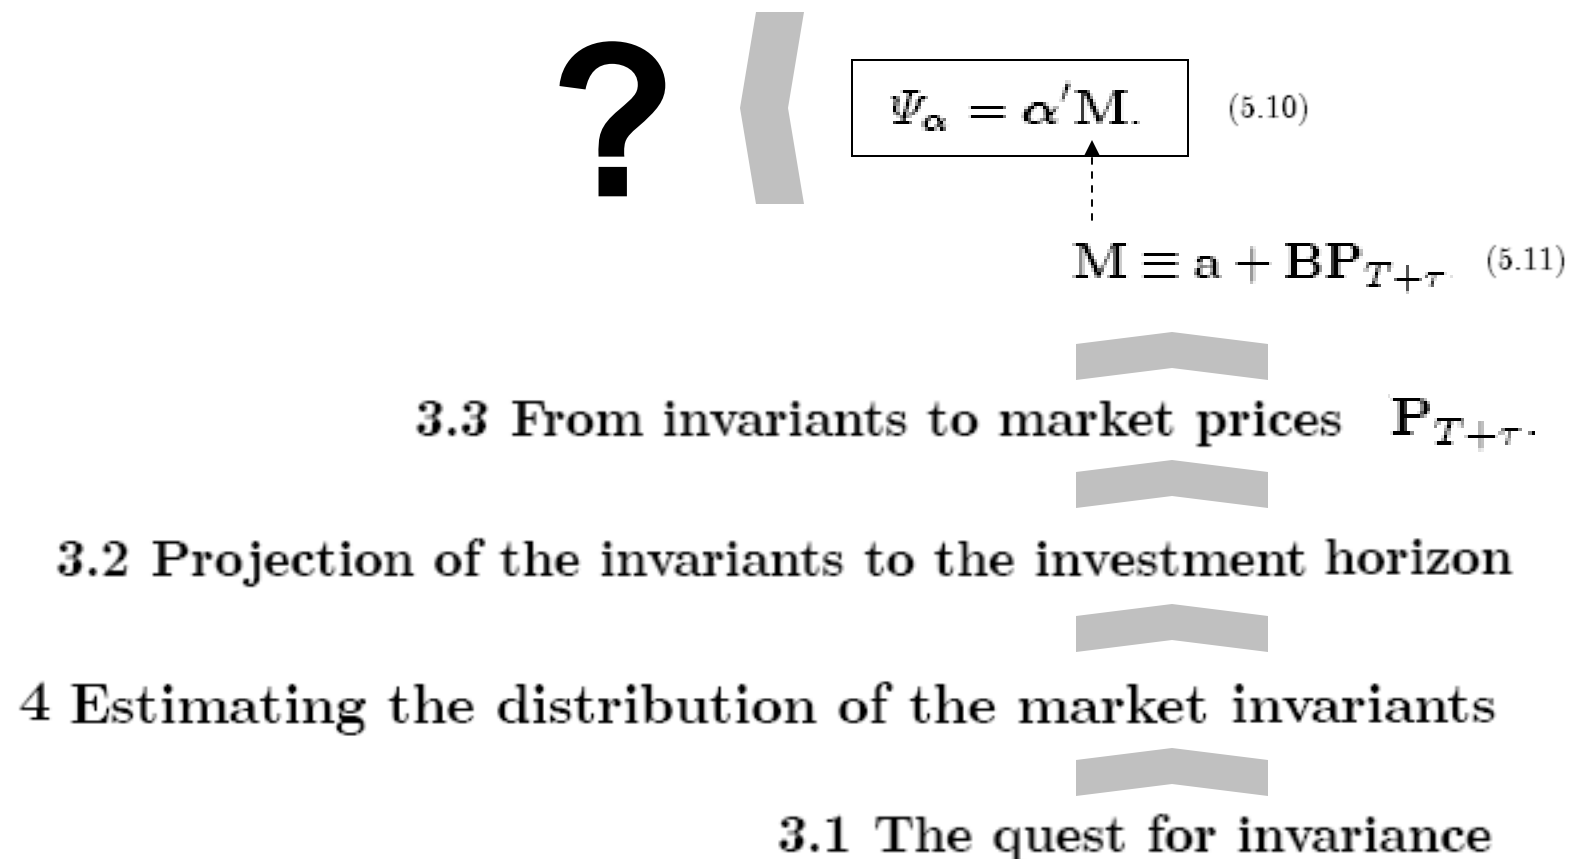 ?
Ψ_α = α′M. (5.10)
M ≡ a + BP_{T+τ} (5.11)
3.3 From invariants to market prices P_{T+τ}.
3.2 Projection of the invariants to the investment horizon
4 Estimating the distribution of the market invariants
3.1 The quest for invariance